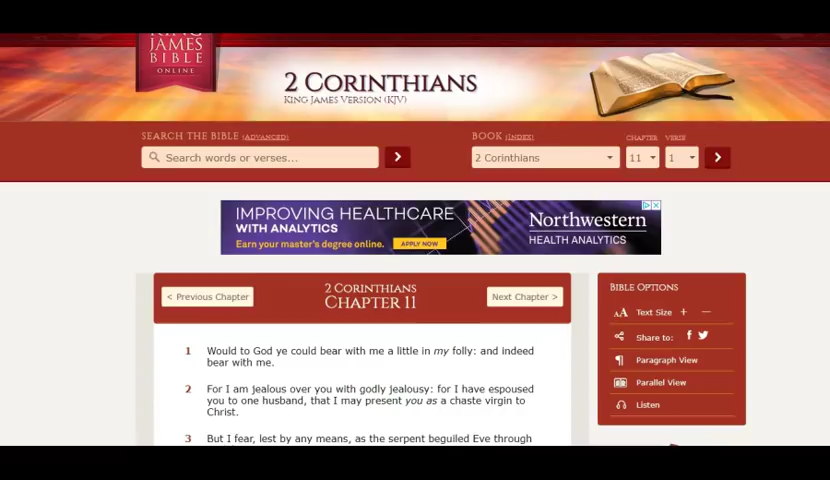 KING
JAMES
BIBLE
ONLINE
2 CORINTHIANS
KING JAMES VERSION (KJV)
SEARCH THE BIBLE (ADVANCED)
BOOK (INDEX)
CHAPTER
VERSE
Search words or verses...
2 Corinthians
11
1
IMPROVING HEALTHCARE
WITH ANALYTICS
Earn your master's degree online.
APPLY NOW
Northwestern
HEALTH ANALYTICS
< Previous Chapter
2 CORINTHIANS
CHAPTER 11
Next Chapter >
1 Would to God ye could bear with me a little in my folly: and indeed
bear with me.
2 For I am jealous over you with godly jealousy: for I have espoused
you to one husband, that I may present you as a chaste virgin to
Christ.
3 But I fear, lest by any means, as the serpent beguiled Eve through
BIBLE OPTIONS
AA Text Size + —
Share to:
Paragraph View
Parallel View
Listen